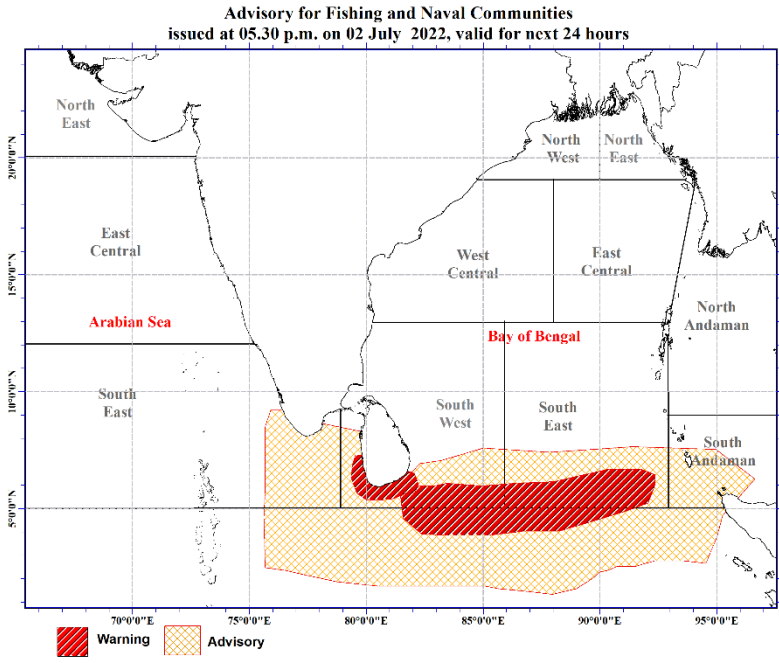 Advisory for Fishing and Naval Communities
issued at 05.30 p.m. on 02 July 2022, valid for next 24 hours
North
East
North
West
North
East
20°0'0"N
East
Central
West
Central
East
Central
15°0'0"N
North
Andaman
Arabian Sea
Bay of Bengal
South
East
10°0'0"N
South
West
South
East
South
Andaman
5°0'0"N
70°0'0"E
75°0'0"E
80°0'0"E
85°0'0"E
90°0'0"E
95°0'0"E
Warning
Advisory